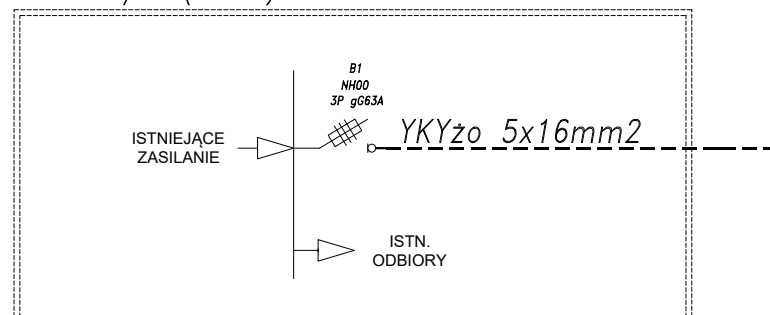 B1
NH00
3P gG63A
ISTNIEJĄCE
ZASILANIE
YKYżo 5x16mm2
ISTN.
ODBIORY